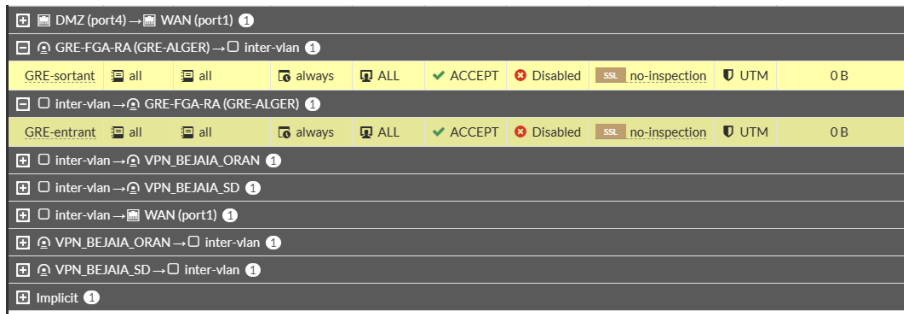 DMZ (port4) → WAN (port1) 1
GRE-FGA-RA (GRE-ALGER) → inter-vlan 1
GRE-sortant all all always ALL ACCEPT Disabled SSL no-inspection UTM 0 B
inter-vlan → GRE-FGA-RA (GRE-ALGER) 1
GRE-entrant all all always ALL ACCEPT Disabled SSL no-inspection UTM 0 B
inter-vlan → VPN_BEJAIA_ORAN 1
inter-vlan → VPN_BEJAIA_SD 1
inter-vlan → WAN (port1) 1
VPN_BEJAIA_ORAN → inter-vlan 1
VPN_BEJAIA_SD → inter-vlan 1
Implicit 1